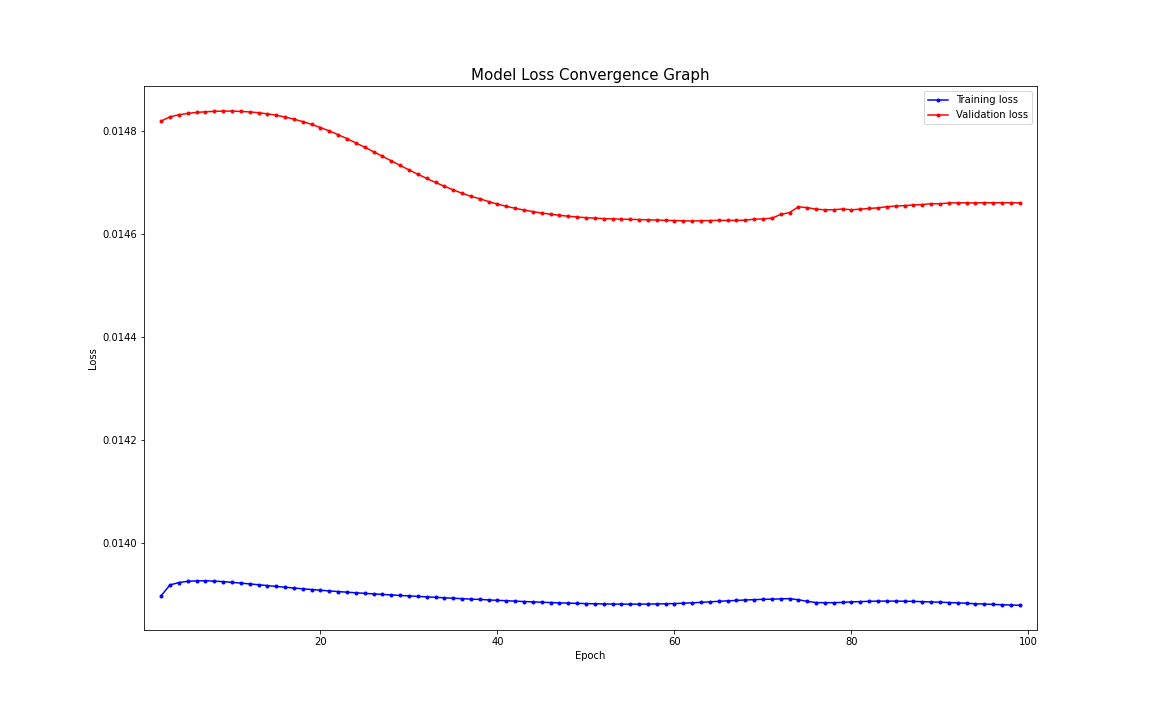 Model Loss Convergence Graph
Training loss
Validation loss
0.0148
0.0146
0.0144
0.0142
0.0140
Loss
20 40 60 80 100
Epoch